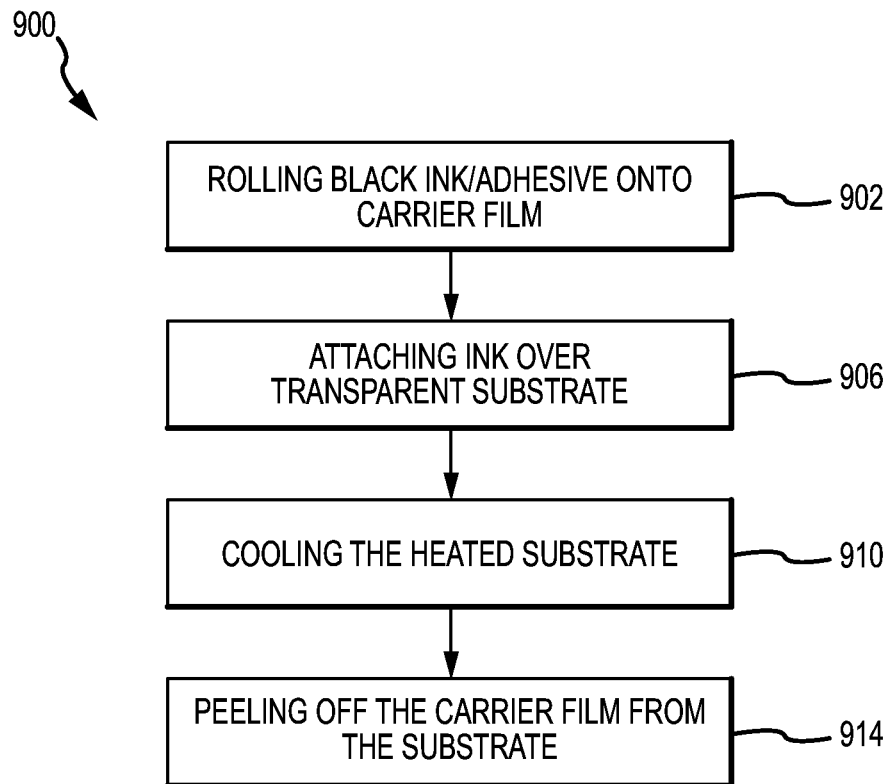 900
ROLLING BLACK INK/ADHESIVE ONTO
CARRIER FILM
902
ATTACHING INK OVER
TRANSPARENT SUBSTRATE
906
COOLING THE HEATED SUBSTRATE
910
PEELING OFF THE CARRIER FILM FROM
THE SUBSTRATE
914